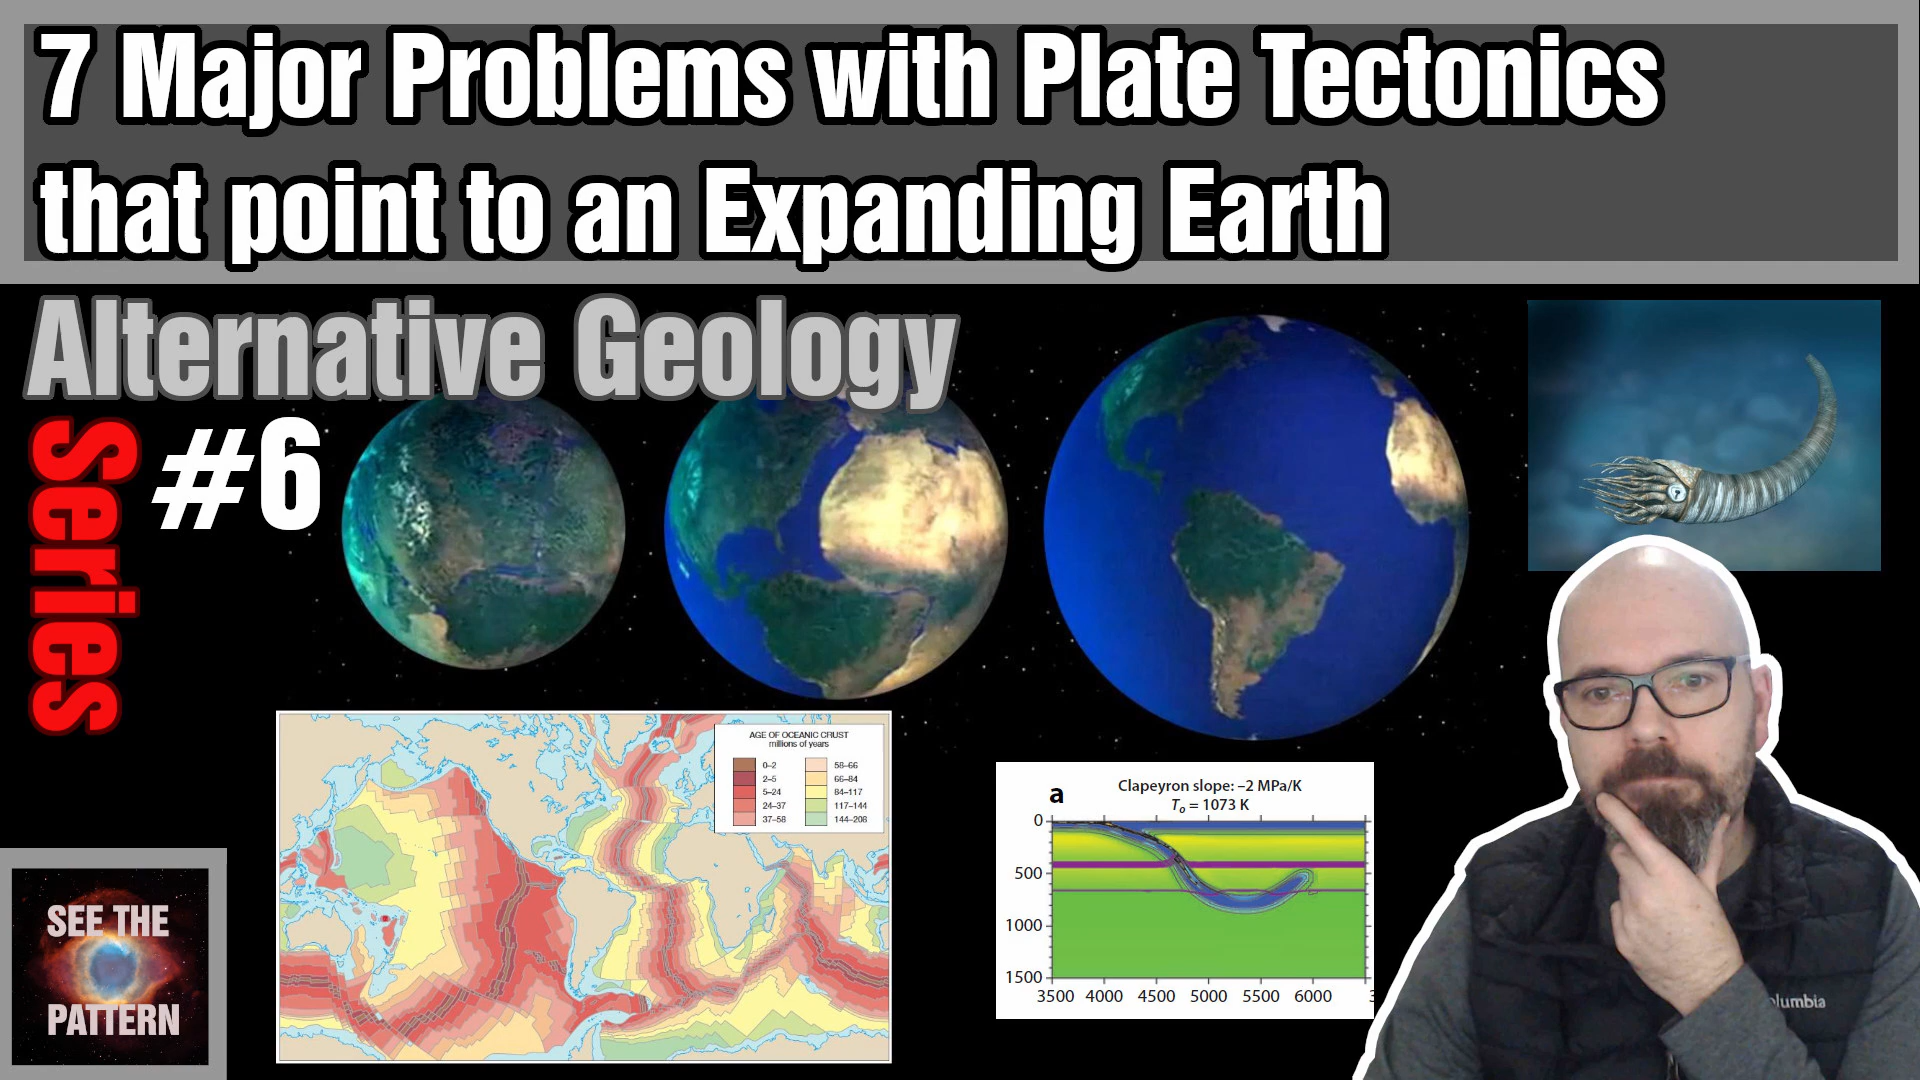 7 Major Problems with Plate Tectonics
that point to an Expanding Earth
Alternative Geology
Series
#6
AGE OF OCEANIC CRUST
millions of years
0–2
2–5
5–24
24–37
37–58
58–66
66–84
84–117
117–144
144–208
a
Clapeyron slope: –2 MPa/K
To = 1073 K
0
500
1000
1500
3500 4000 4500 5000 5500 6000
SEE THE
PATTERN